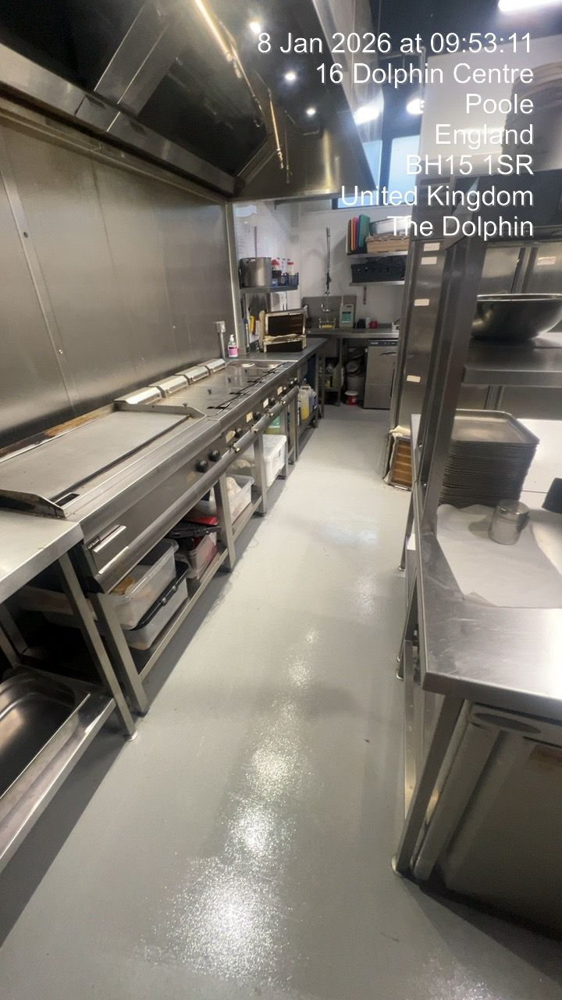 8 Jan 2026 at 09:53:11
16 Dolphin Centre
Poole
England
BH15 1SR
United Kingdom
The Dolphin